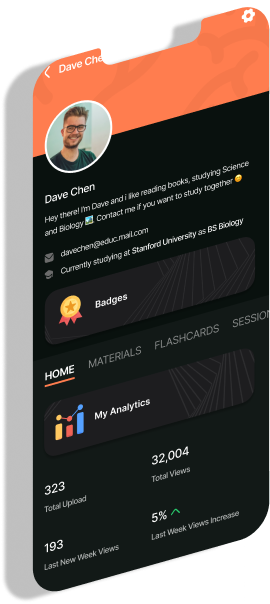 Dave Che
Dave Chen
Hey there! I'm Dave and i like reading books, studying Science
and Biology 🏞️. Contact me if you want to study together 😊
davechen@educ.mail.com
Currently studying at Stanford University as BS Biology
Badges
HOME MATERIALS FLASHCARDS SESSION
My Analytics
323 32,004
Total Upload Total Views
193 5%
Last New Week Views Last Week Views Increase